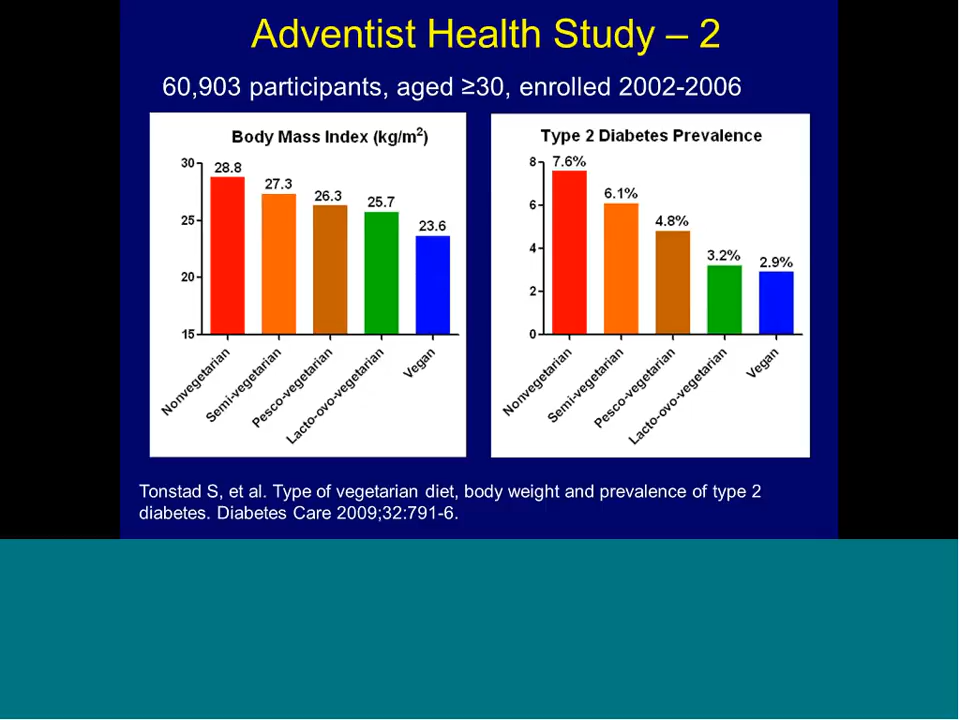 Adventist Health Study – 2
60,903 participants, aged ≥30, enrolled 2002-2006
Body Mass Index (kg/m²)
30
25
20
15
28.8
27.3
26.3
25.7
23.6
Nonvegetarian
Semi-vegetarian
Pesco-vegetarian
Lacto-ovo-vegetarian
Vegan
Type 2 Diabetes Prevalence
8
6
4
2
0
7.6%
6.1%
4.8%
3.2%
2.9%
Nonvegetarian
Semi-vegetarian
Pesco-vegetarian
Lacto-ovo-vegetarian
Vegan
Tonstad S, et al. Type of vegetarian diet, body weight and prevalence of type 2
diabetes. Diabetes Care 2009;32:791-6.